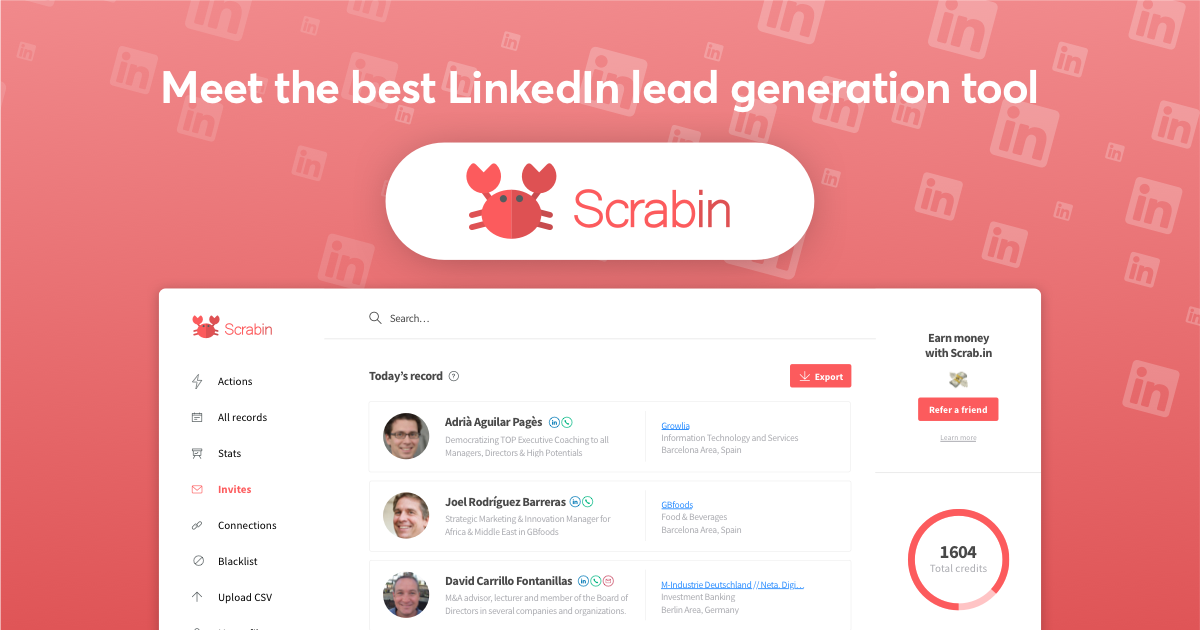 Meet the best LinkedIn lead generation tool
Scrabin
Scrabin
Search...
Earn money
with Scrab.in
Refer a friend
Learn more
Today's record ?
Export
Actions
All records
Stats
Invites
Connections
Blacklist
Upload CSV
Adrià Aguilar Pagès in
Democratizing TOP Executive Coaching to all
Managers, Directors & High Potentials
Growlia
Information Technology and Services
Barcelona Area, Spain
Joel Rodríguez Barreras in
Strategic Marketing & Innovation Manager for
Africa & Middle East in GBfoods
GBfoods
Food & Beverages
Barcelona Area, Spain
David Carrillo Fontanillas in
M&A advisor, lecturer and member of the Board of
Directors in several companies and organizations.
M-Industrie Deutschland // Neta. Digi...
Investment Banking
Berlin Area, Germany
1604
Total credits